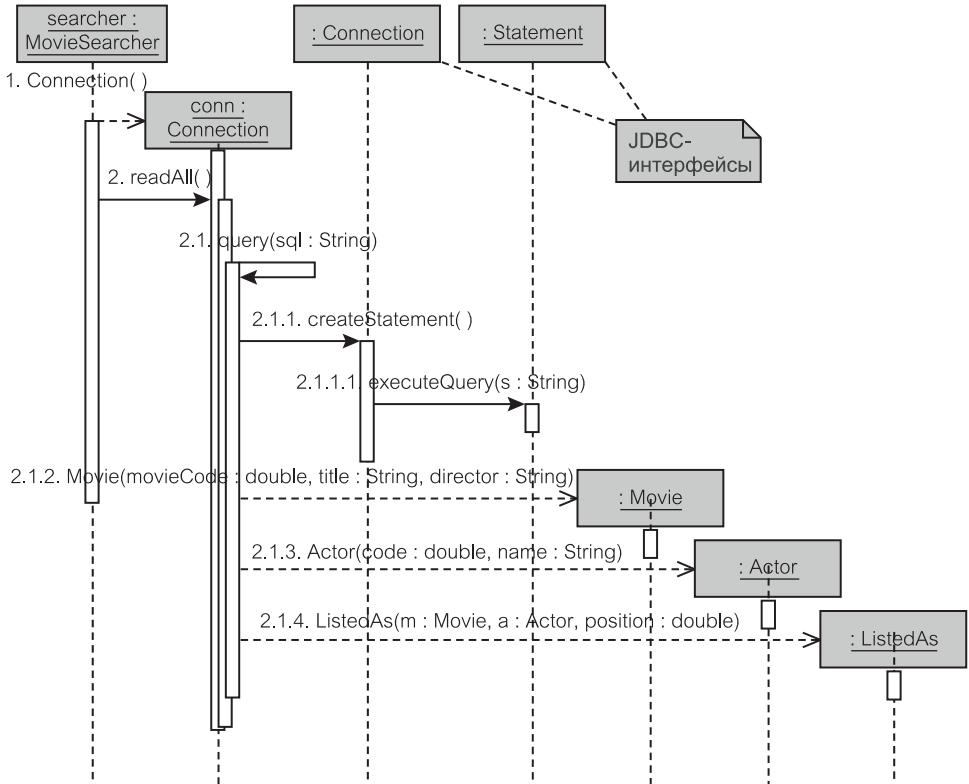 searcher :
MovieSearcher
: Connection
: Statement
1. Connection( )
conn :
Connection
JDBC-
интерфейсы
2. readAll( )
2.1. query(sql : String)
2.1.1. createStatement( )
2.1.1.1. executeQuery(s : String)
2.1.2. Movie(movieCode : double, title : String, director : String)
: Movie
2.1.3. Actor(code : double, name : String)
: Actor
2.1.4. ListedAs(m : Movie, a : Actor, position : double)
: ListedAs